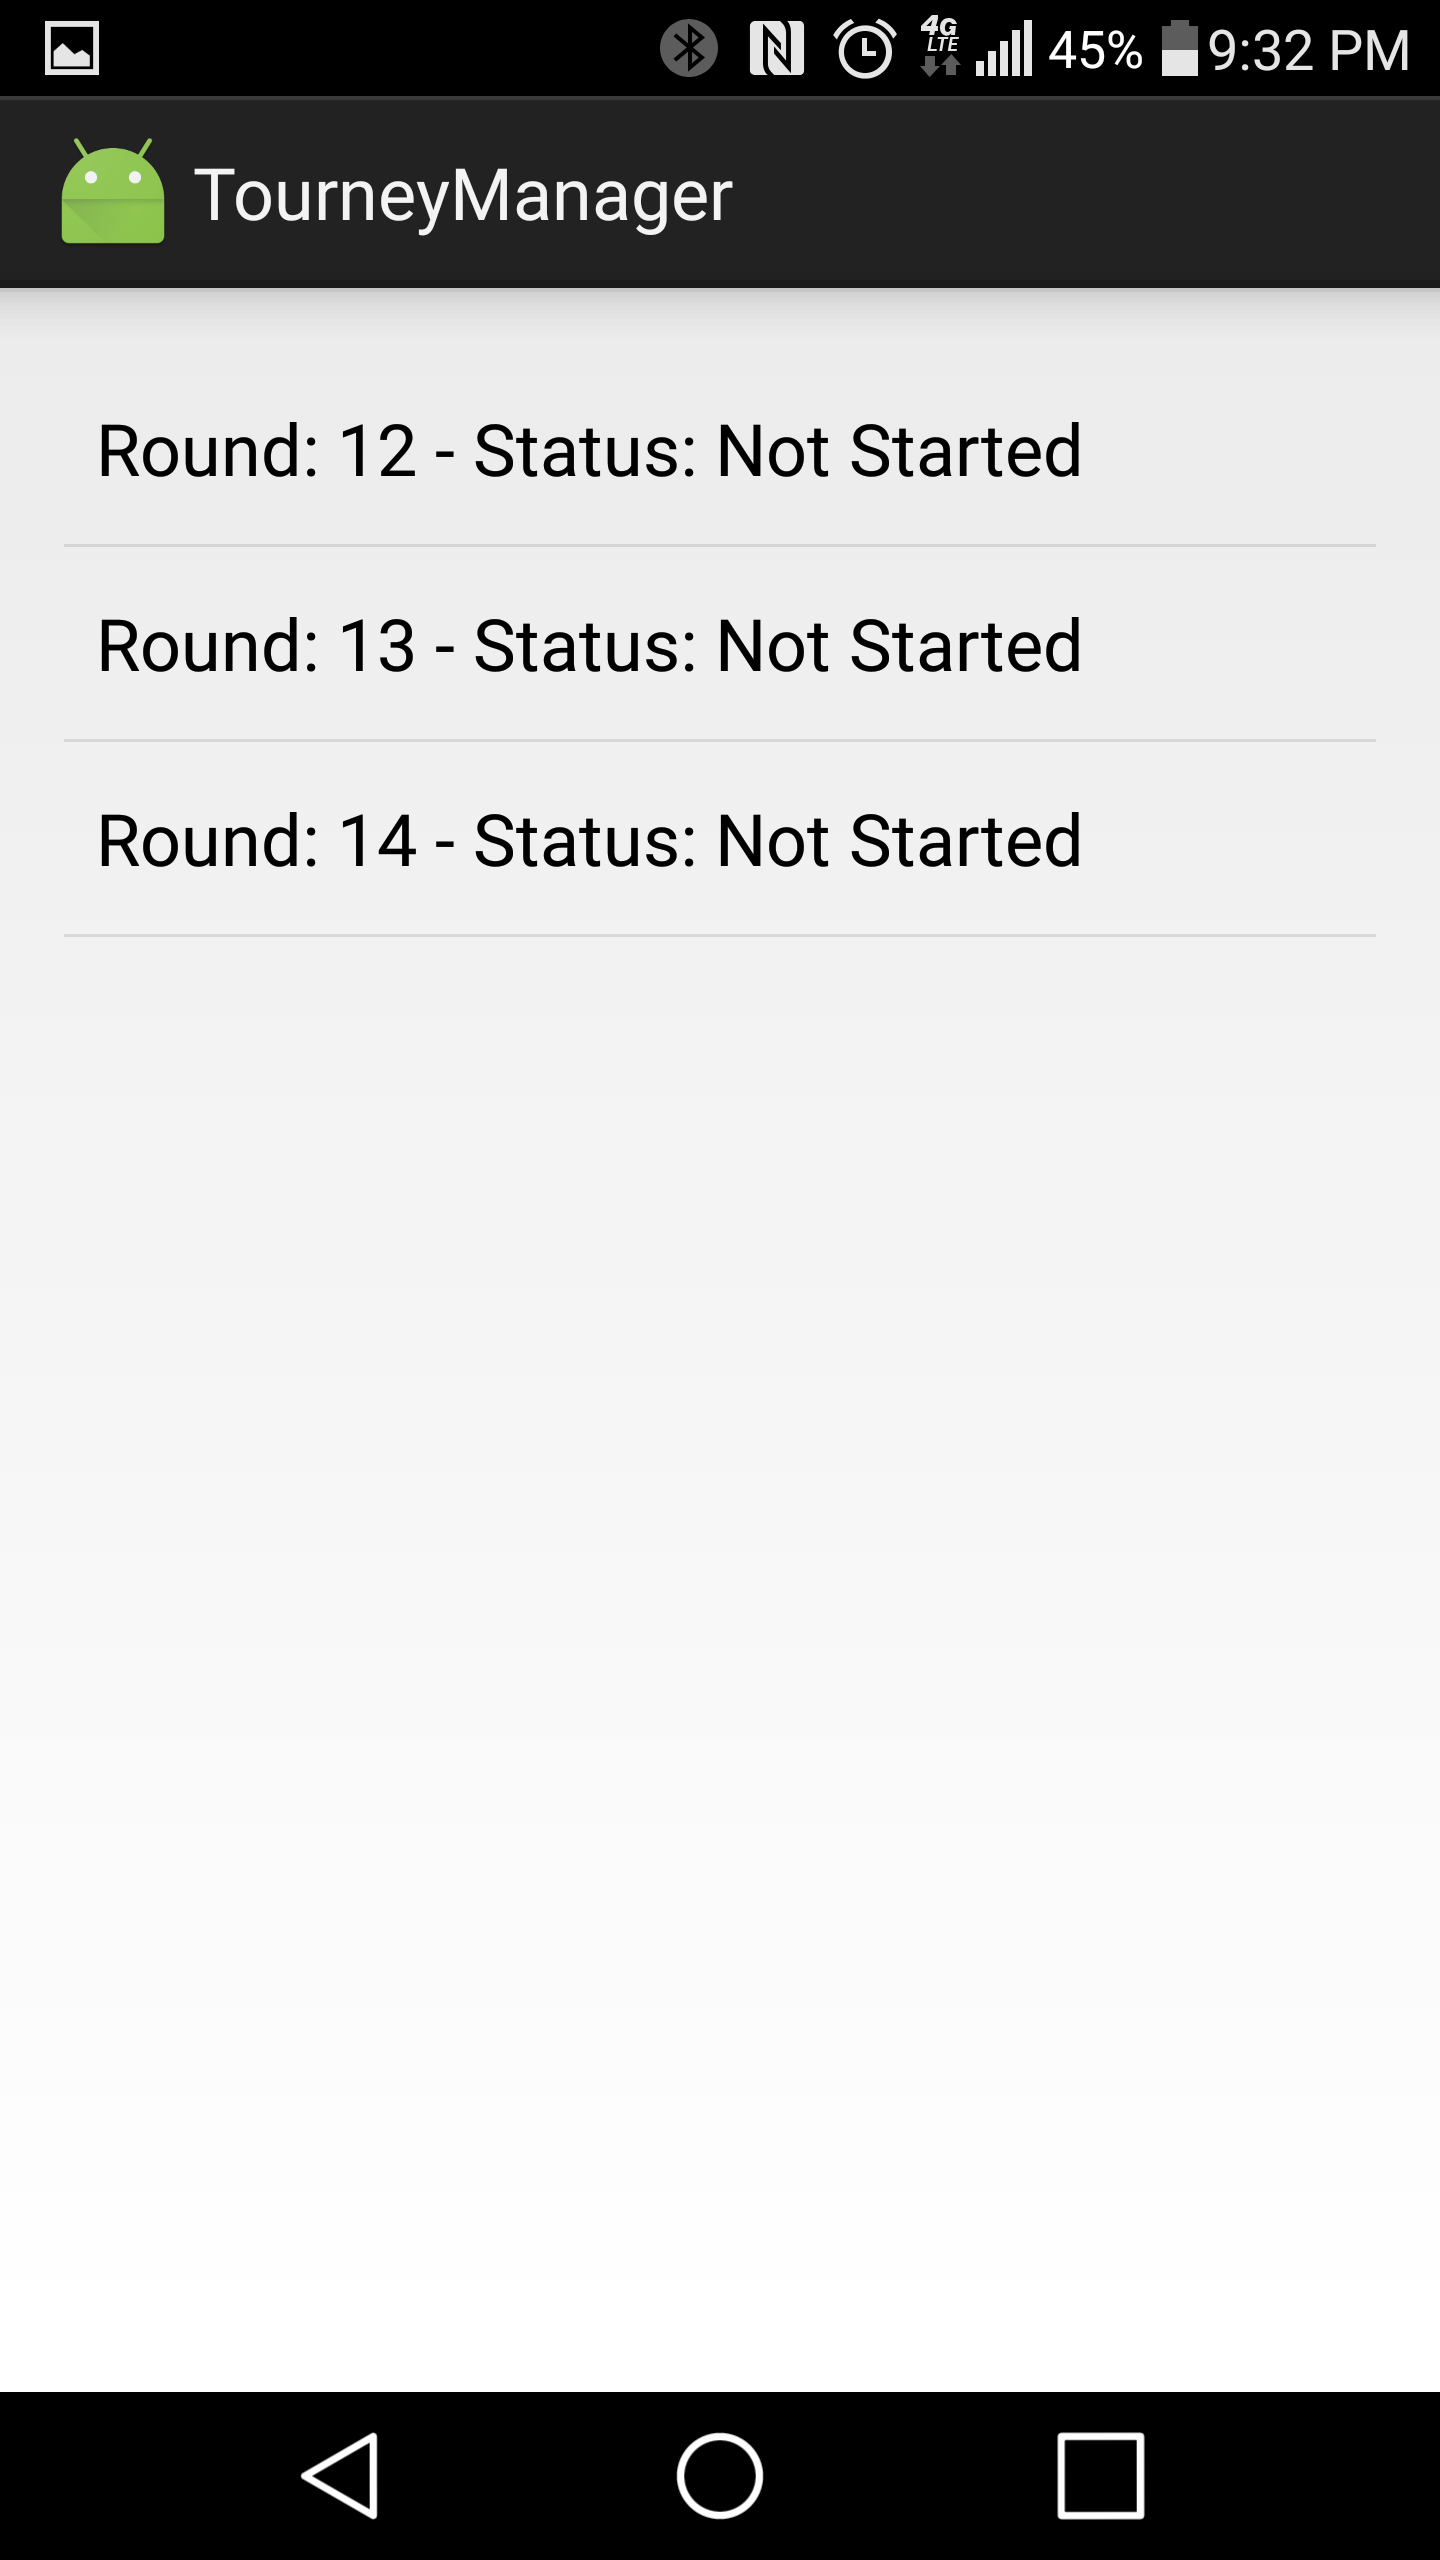 4G LTE 45% 9:32 PM
TourneyManager
Round: 12 - Status: Not Started
Round: 13 - Status: Not Started
Round: 14 - Status: Not Started